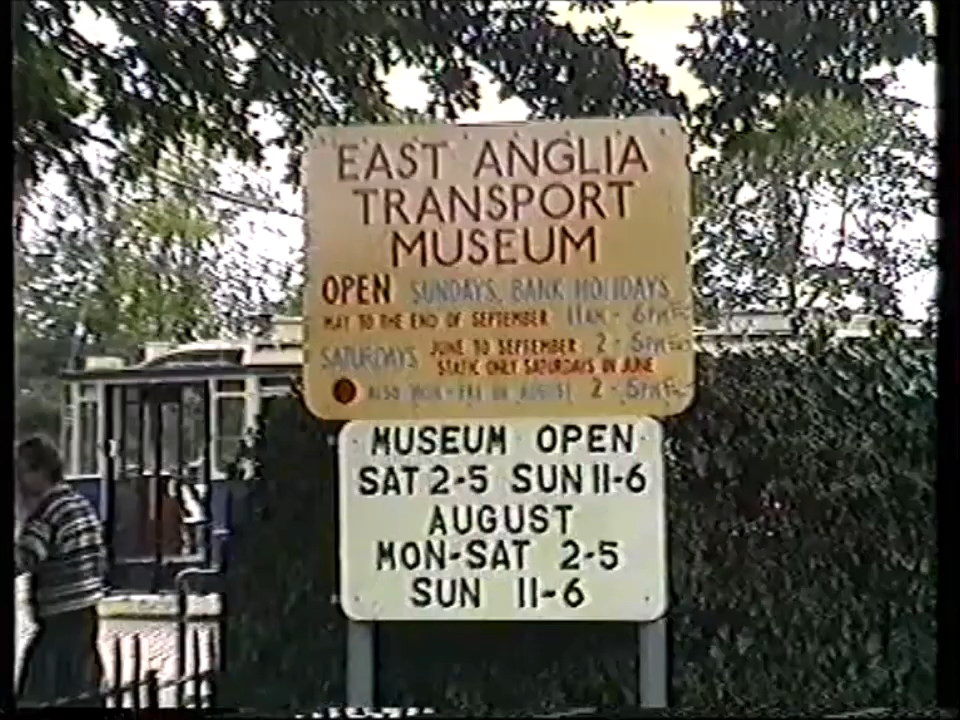 EAST ANGLIA
TRANSPORT
MUSEUM
OPEN SUNDAYS, BANK HOLIDAYS
MAY TO THE END OF SEPTEMBER 11AM - 6PM
SATURDAYS JUNE TO SEPTEMBER 2 - 5PM
STATIC ONLY SATURDAYS IN JUNE
ALSO MON - FRI IN AUGUST 2 - 5PM
MUSEUM OPEN
SAT 2-5 SUN 11-6
AUGUST
MON-SAT 2-5
SUN 11-6